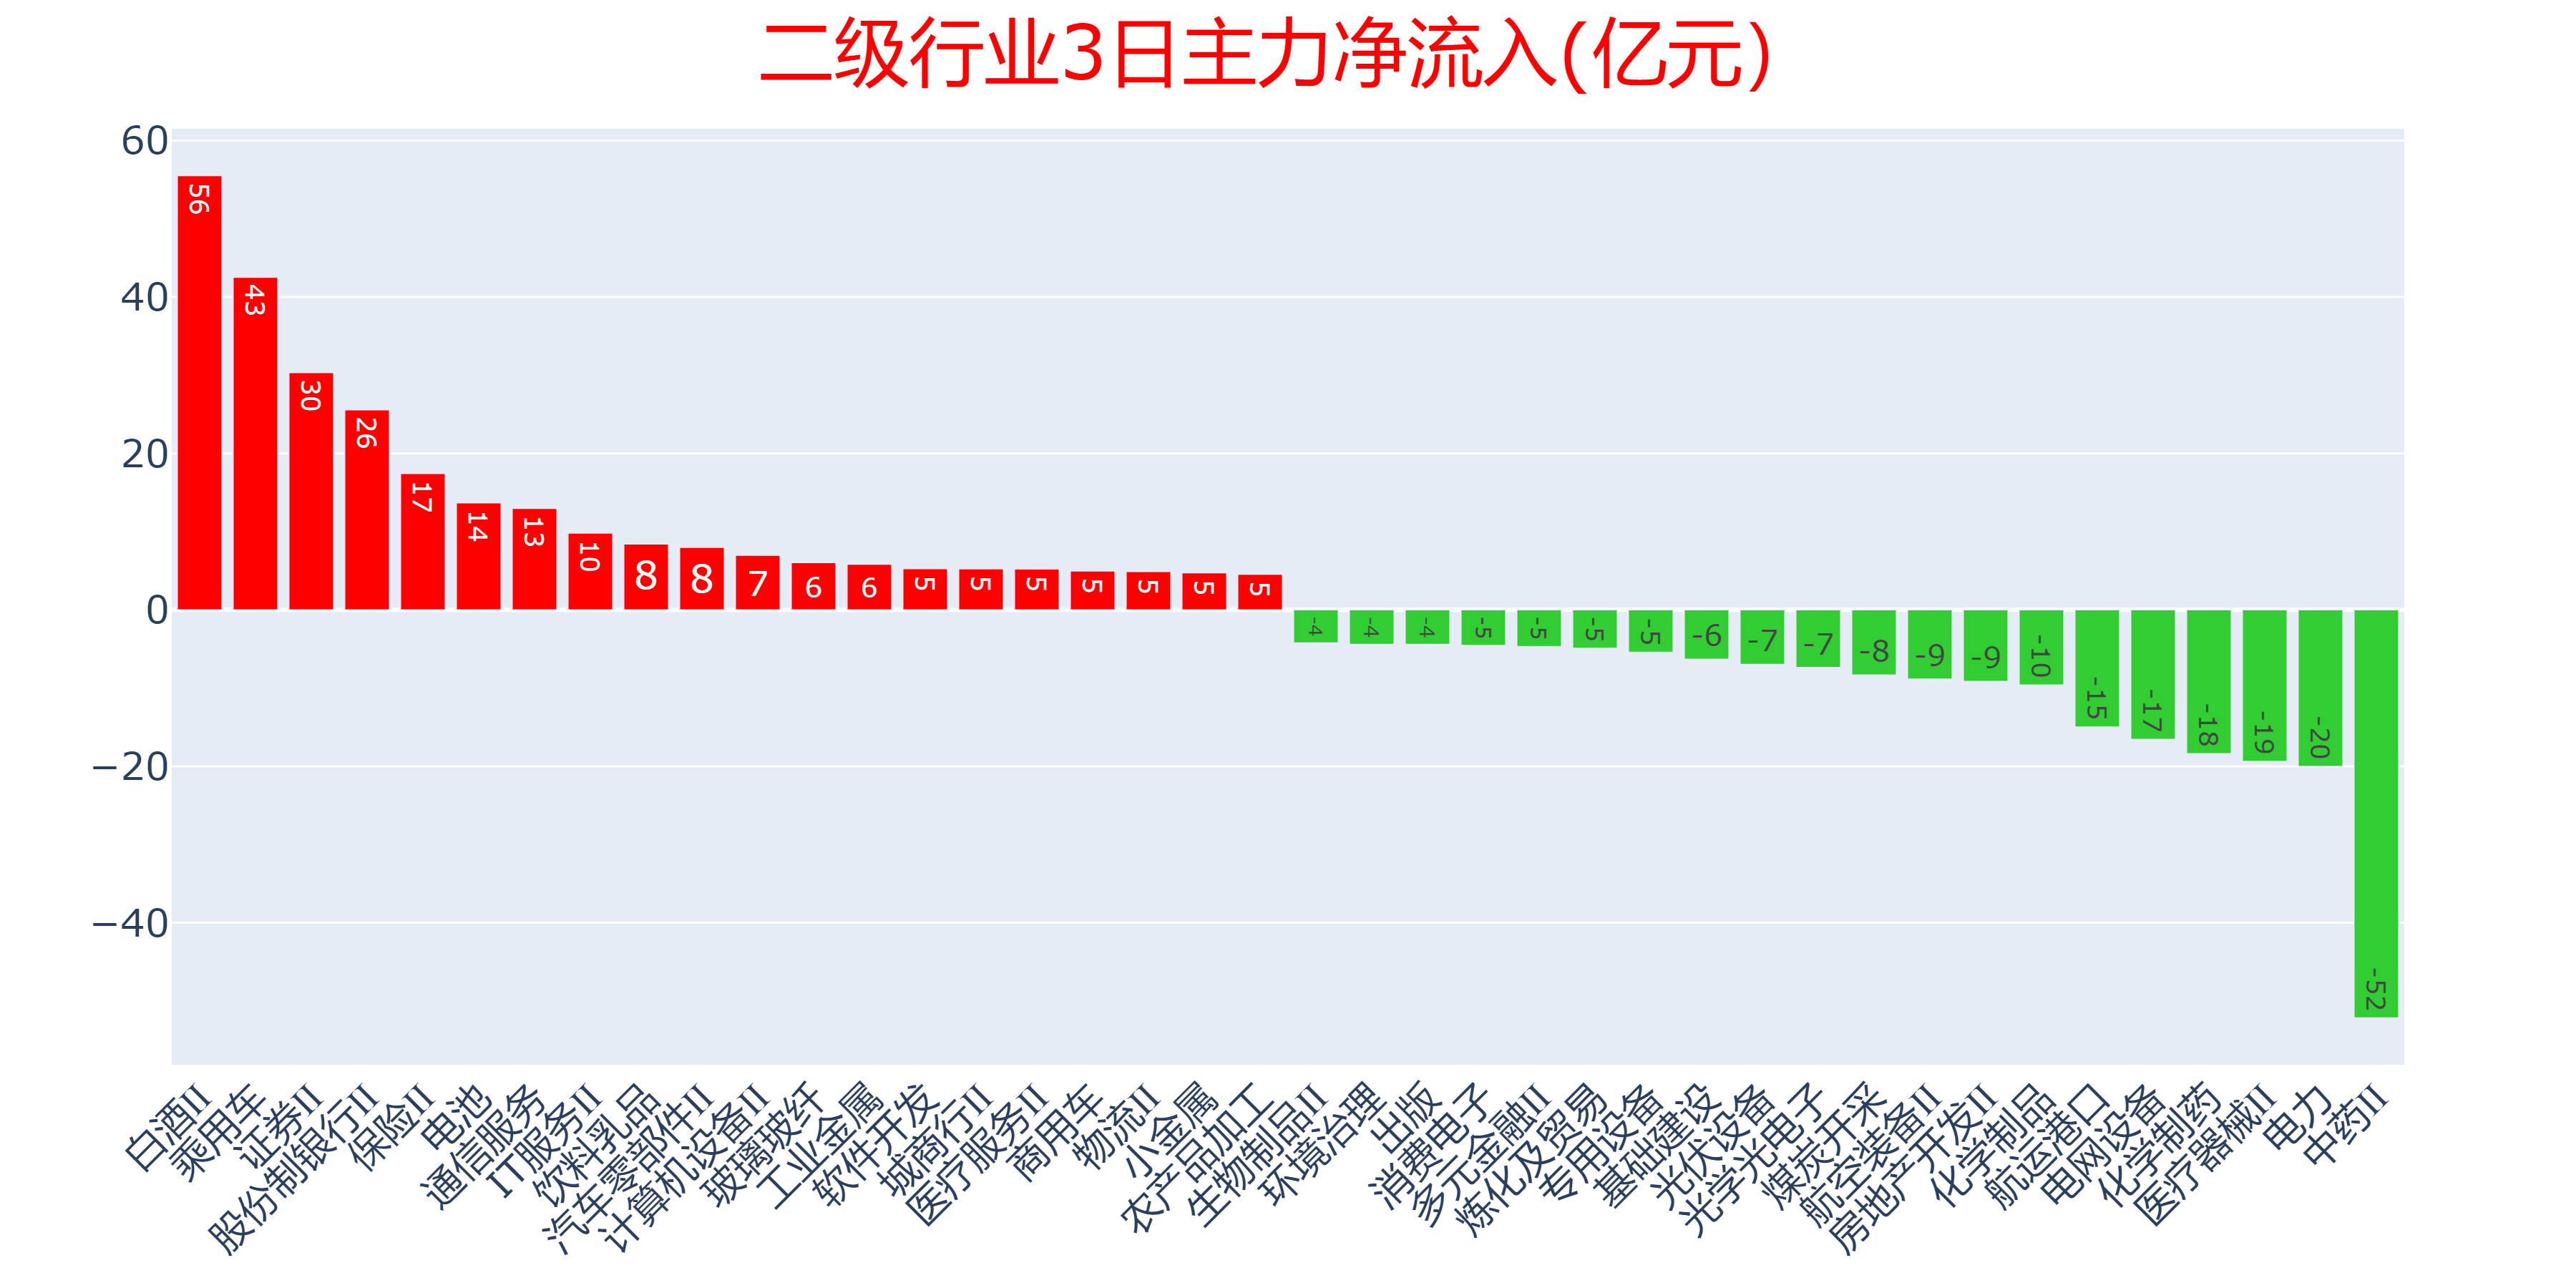 二级行业3日主力净流入(亿元)
60
40
20
0
−20
−40
56
43
30
26
17
14
13
10
8
8
7
6
6
5
5
5
5
5
5
5
-4
-4
-4
-5
-5
-5
-5
-6
-7
-7
-8
-9
-9
-10
-15
-17
-18
-19
-20
-52
白酒II
乘用车
证券II
股份制银行II
保险II
电池
通信服务
IT服务II
饮料乳品
汽车零部件II
计算机设备II
玻璃玻纤
工业金属
软件开发
城商行II
医疗服务II
商用车
物流II
小金属
农产品加工
生物制品II
环境治理
出版
消费电子
多元金融II
炼化及贸易
专用设备
基础建设
光伏设备
光学光电子
煤炭开采
航空装备II
房地产开发II
化学制品
航运港口
电网设备
化学制药
医疗器械II
电力
中药II